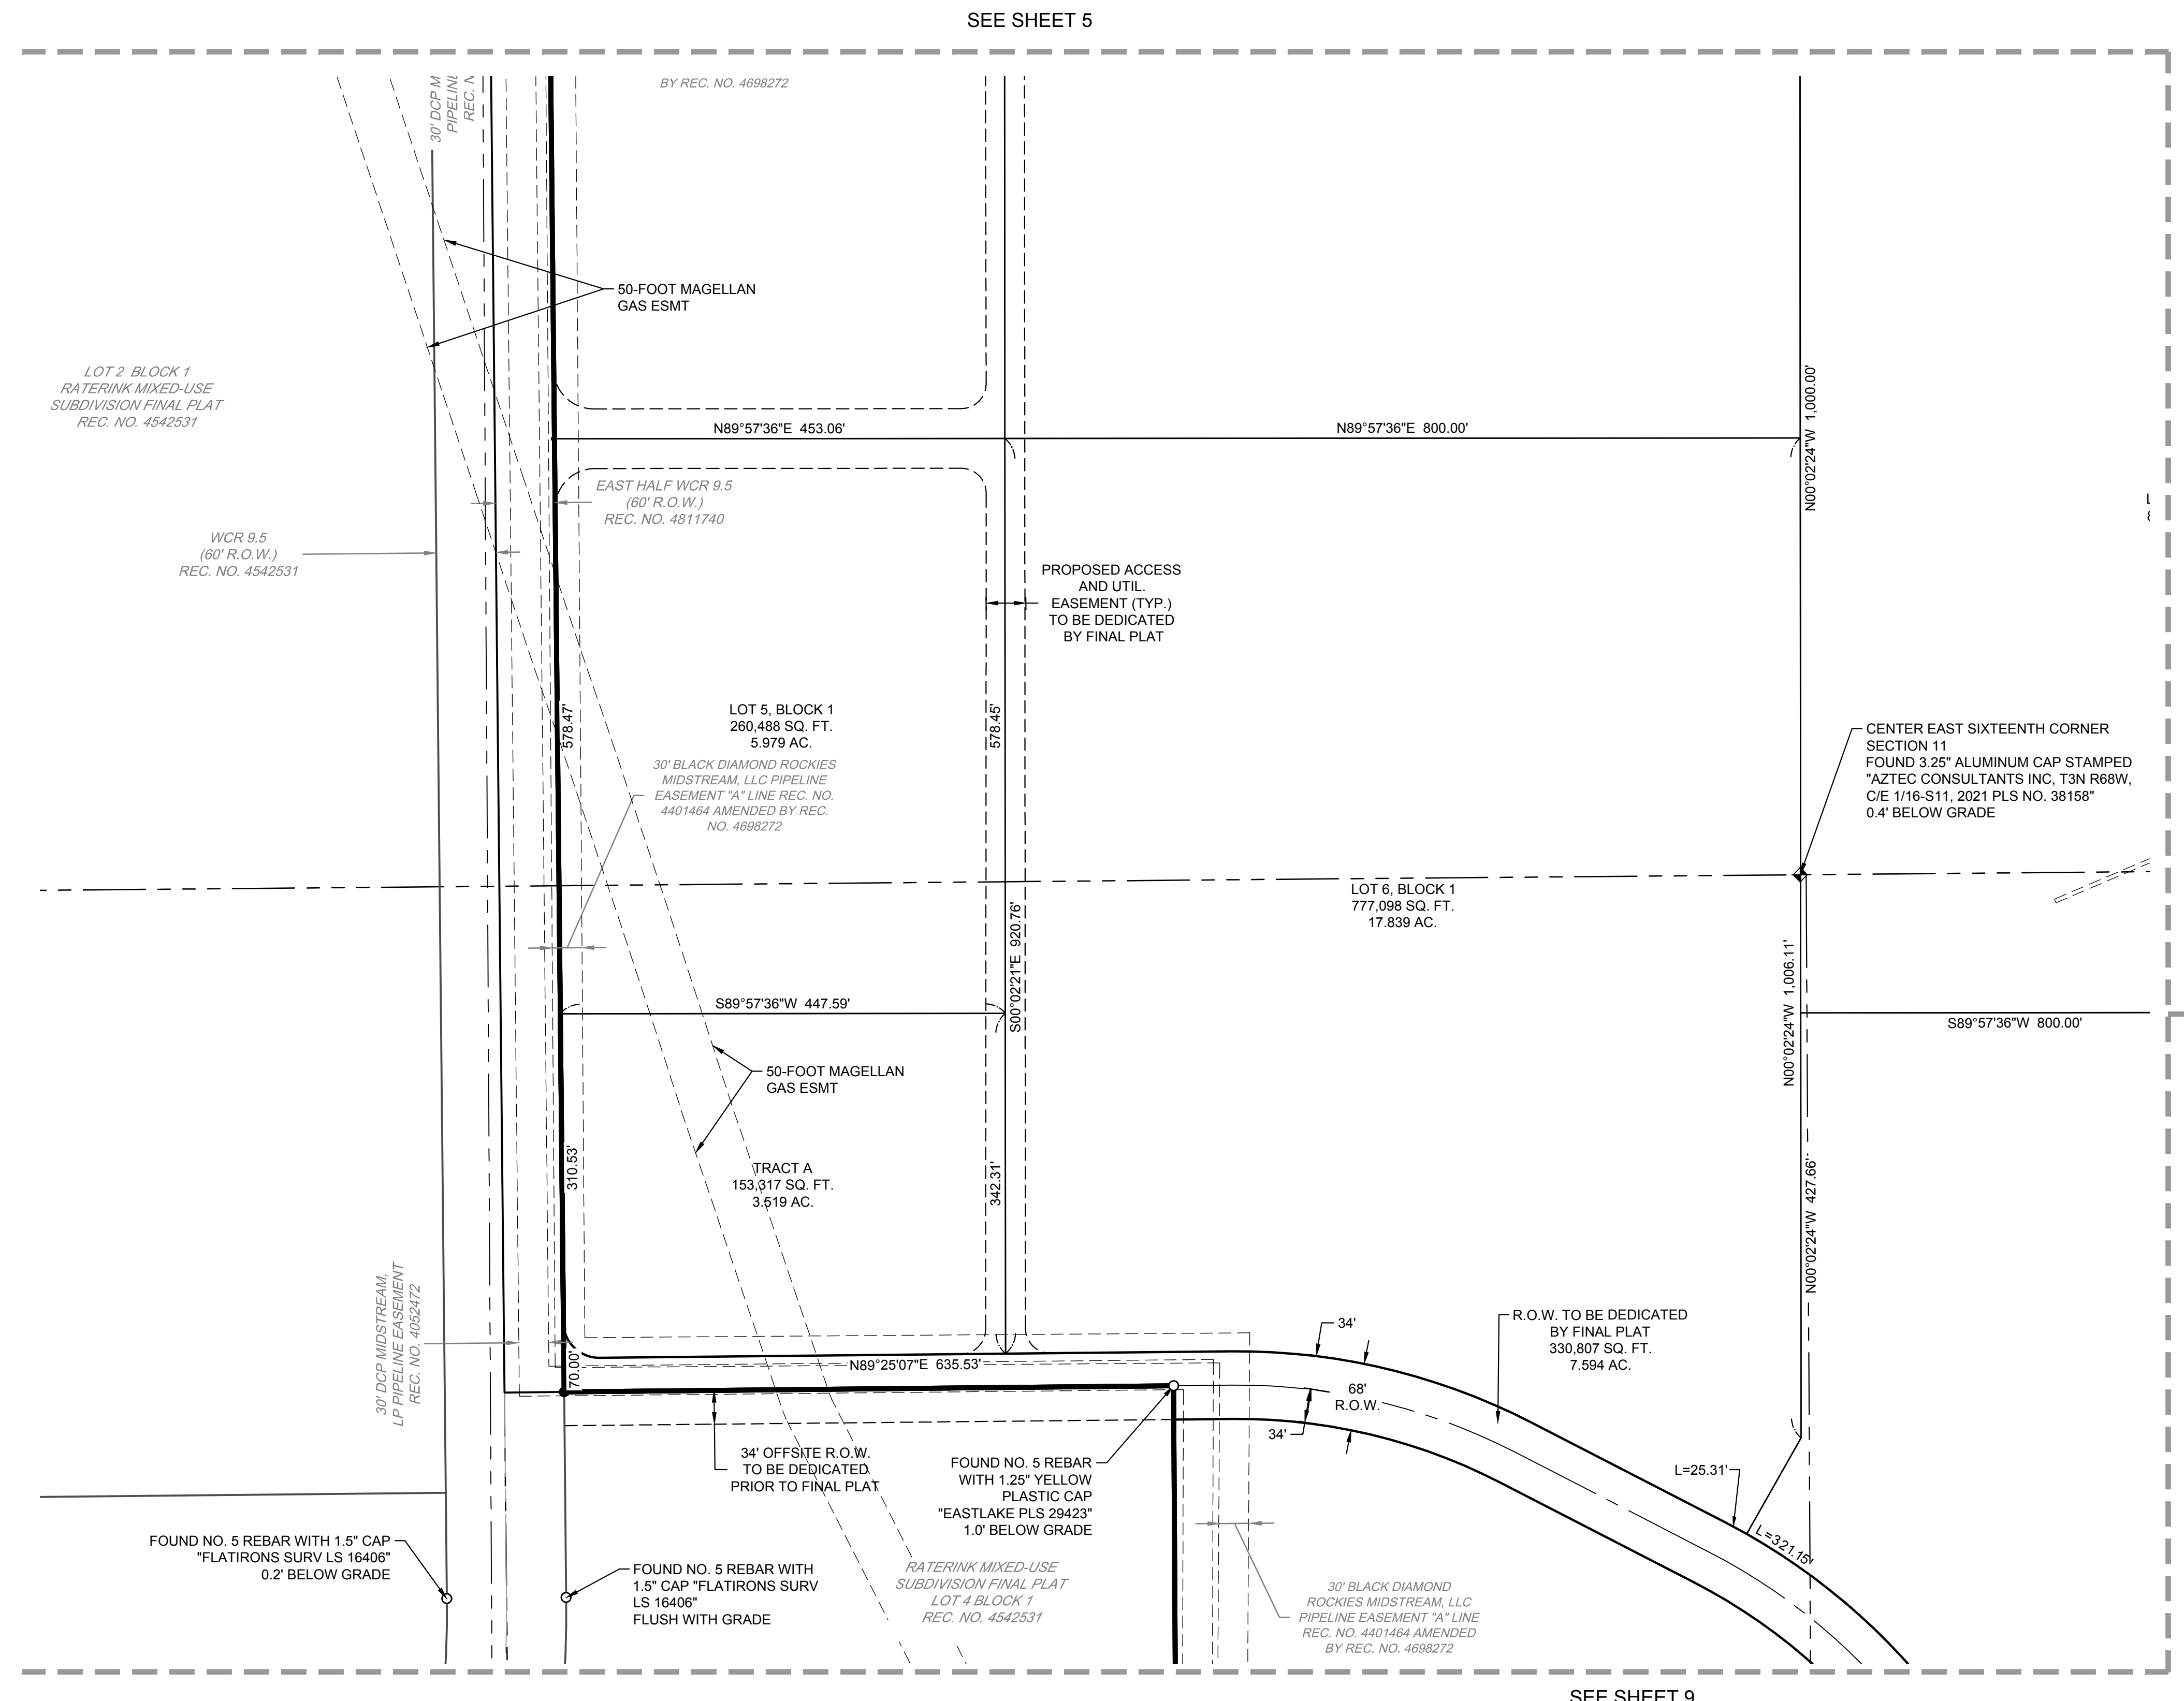 SEE SHEET 5
30' DCP M
PIPELINE
REC. N
BY REC. NO. 4698272
50-FOOT MAGELLAN
GAS ESMT
LOT 2 BLOCK 1
RATERINK MIXED-USE
SUBDIVISION FINAL PLAT
REC. NO. 4542531
N89°57'36"E 453.06'
N89°57'36"E 800.00'
N00°02'24"W 1,000.00'
EAST HALF WCR 9.5
(60' R.O.W.)
REC. NO. 4811740
WCR 9.5
(60' R.O.W.)
REC. NO. 4542531
PROPOSED ACCESS
AND UTIL.
EASEMENT (TYP.)
TO BE DEDICATED
BY FINAL PLAT
578.47'
LOT 5, BLOCK 1
260,488 SQ. FT.
5.979 AC.
578.45'
30' BLACK DIAMOND ROCKIES
MIDSTREAM, LLC PIPELINE
EASEMENT "A" LINE REC. NO.
4401464 AMENDED BY REC.
NO. 4698272
CENTER EAST SIXTEENTH CORNER
SECTION 11
FOUND 3.25" ALUMINUM CAP STAMPED
"AZTEC CONSULTANTS INC, T3N R68W,
C/E 1/16-S11, 2021 PLS NO. 38158"
0.4' BELOW GRADE
LOT 6, BLOCK 1
777,098 SQ. FT.
17.839 AC.
S00°02'21"E 920.76'
N00°02'24"W 1,006.11'
S89°57'36"W 447.59'
S89°57'36"W 800.00'
50-FOOT MAGELLAN
GAS ESMT
310.53'
TRACT A
153,317 SQ. FT.
3.519 AC.
342.31'
N00°02'24"W 427.66'
30' DCP MIDSTREAM,
LP PIPELINE EASEMENT
REC. NO. 4052472
70.00'
N89°25'07"E 635.53'
34'
R.O.W. TO BE DEDICATED
BY FINAL PLAT
330,807 SQ. FT.
7.594 AC.
68'
R.O.W.
34'
34' OFFSITE R.O.W.
TO BE DEDICATED
PRIOR TO FINAL PLAT
FOUND NO. 5 REBAR
WITH 1.25" YELLOW
PLASTIC CAP
"EASTLAKE PLS 29423"
1.0' BELOW GRADE
L=25.31'
L=321.15'
FOUND NO. 5 REBAR WITH 1.5" CAP
"FLATIRONS SURV LS 16406"
0.2' BELOW GRADE
FOUND NO. 5 REBAR WITH
1.5" CAP "FLATIRONS SURV
LS 16406"
FLUSH WITH GRADE
RATERINK MIXED-USE
SUBDIVISION FINAL PLAT
LOT 4 BLOCK 1
REC. NO. 4542531
30' BLACK DIAMOND
ROCKIES MIDSTREAM, LLC
PIPELINE EASEMENT "A" LINE
REC. NO. 4401464 AMENDED
BY REC. NO. 4698272
SEE SHEET 9